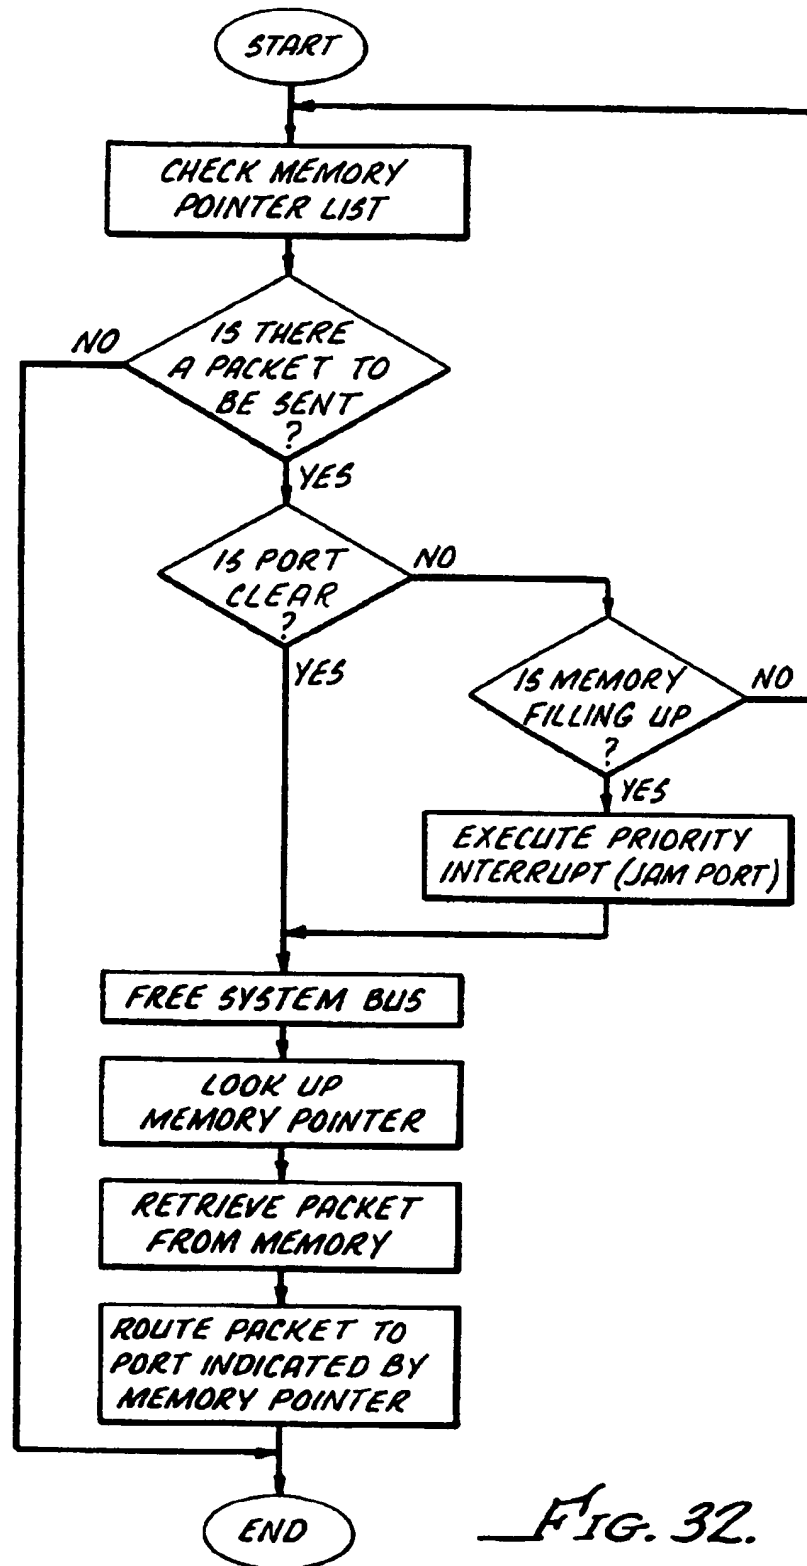 START
CHECK MEMORY
POINTER LIST
NO
IS THERE
A PACKET TO
BE SENT
?
YES
IS PORT
CLEAR
?
NO
YES
IS MEMORY
FILLING UP
?
NO
YES
EXECUTE PRIORITY
INTERRUPT (JAM PORT)
FREE SYSTEM BUS
LOOK UP
MEMORY POINTER
RETRIEVE PACKET
FROM MEMORY
ROUTE PACKET TO
PORT INDICATED BY
MEMORY POINTER
END
FIG. 32.